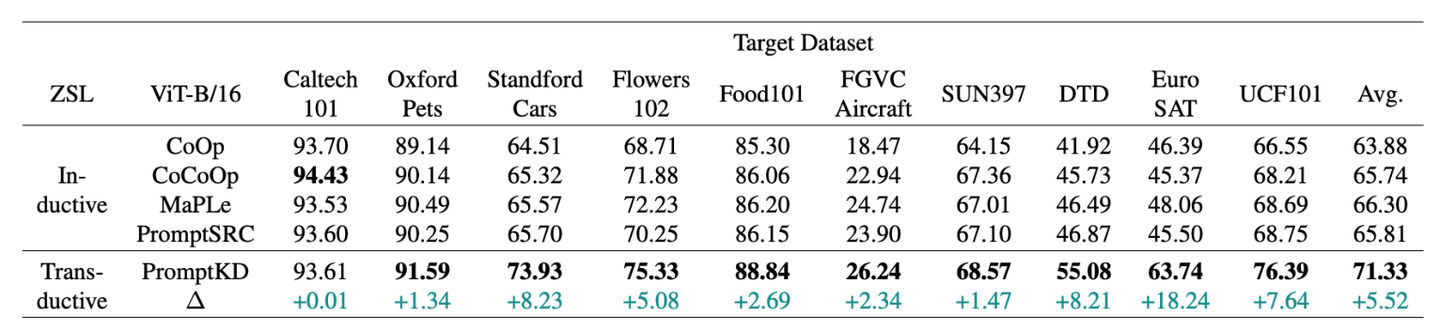 Target Dataset
ZSL ViT-B/16 Caltech 101 Oxford Pets Standford Cars Flowers 102 Food101 FGVC Aircraft SUN397 DTD Euro SAT UCF101 Avg.
In-ductive
CoOp 93.70 89.14 64.51 68.71 85.30 18.47 64.15 41.92 46.39 66.55 63.88
CoCoOp 94.43 90.14 65.32 71.88 86.06 22.94 67.36 45.73 45.37 68.21 65.74
MaPLe 93.53 90.49 65.57 72.23 86.20 24.74 67.01 46.49 48.06 68.69 66.30
PromptSRC 93.60 90.25 65.70 70.25 86.15 23.90 67.10 46.87 45.50 68.75 65.81
Trans-ductive
PromptKD 93.61 91.59 73.93 75.33 88.84 26.24 68.57 55.08 63.74 76.39 71.33
Δ +0.01 +1.34 +8.23 +5.08 +2.69 +2.34 +1.47 +8.21 +18.24 +7.64 +5.52